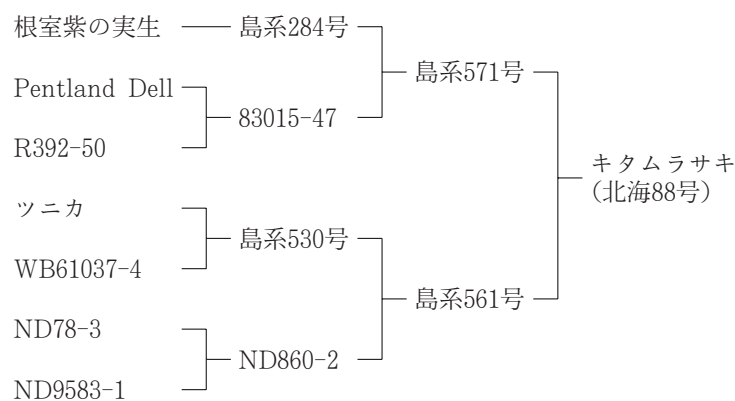 根室紫の実生
島系284号
島系571号
Pentland Dell
83015-47
R392-50
キタムラサキ
(北海88号)
ツニカ
島系530号
WB61037-4
島系561号
ND78-3
ND860-2
ND9583-1